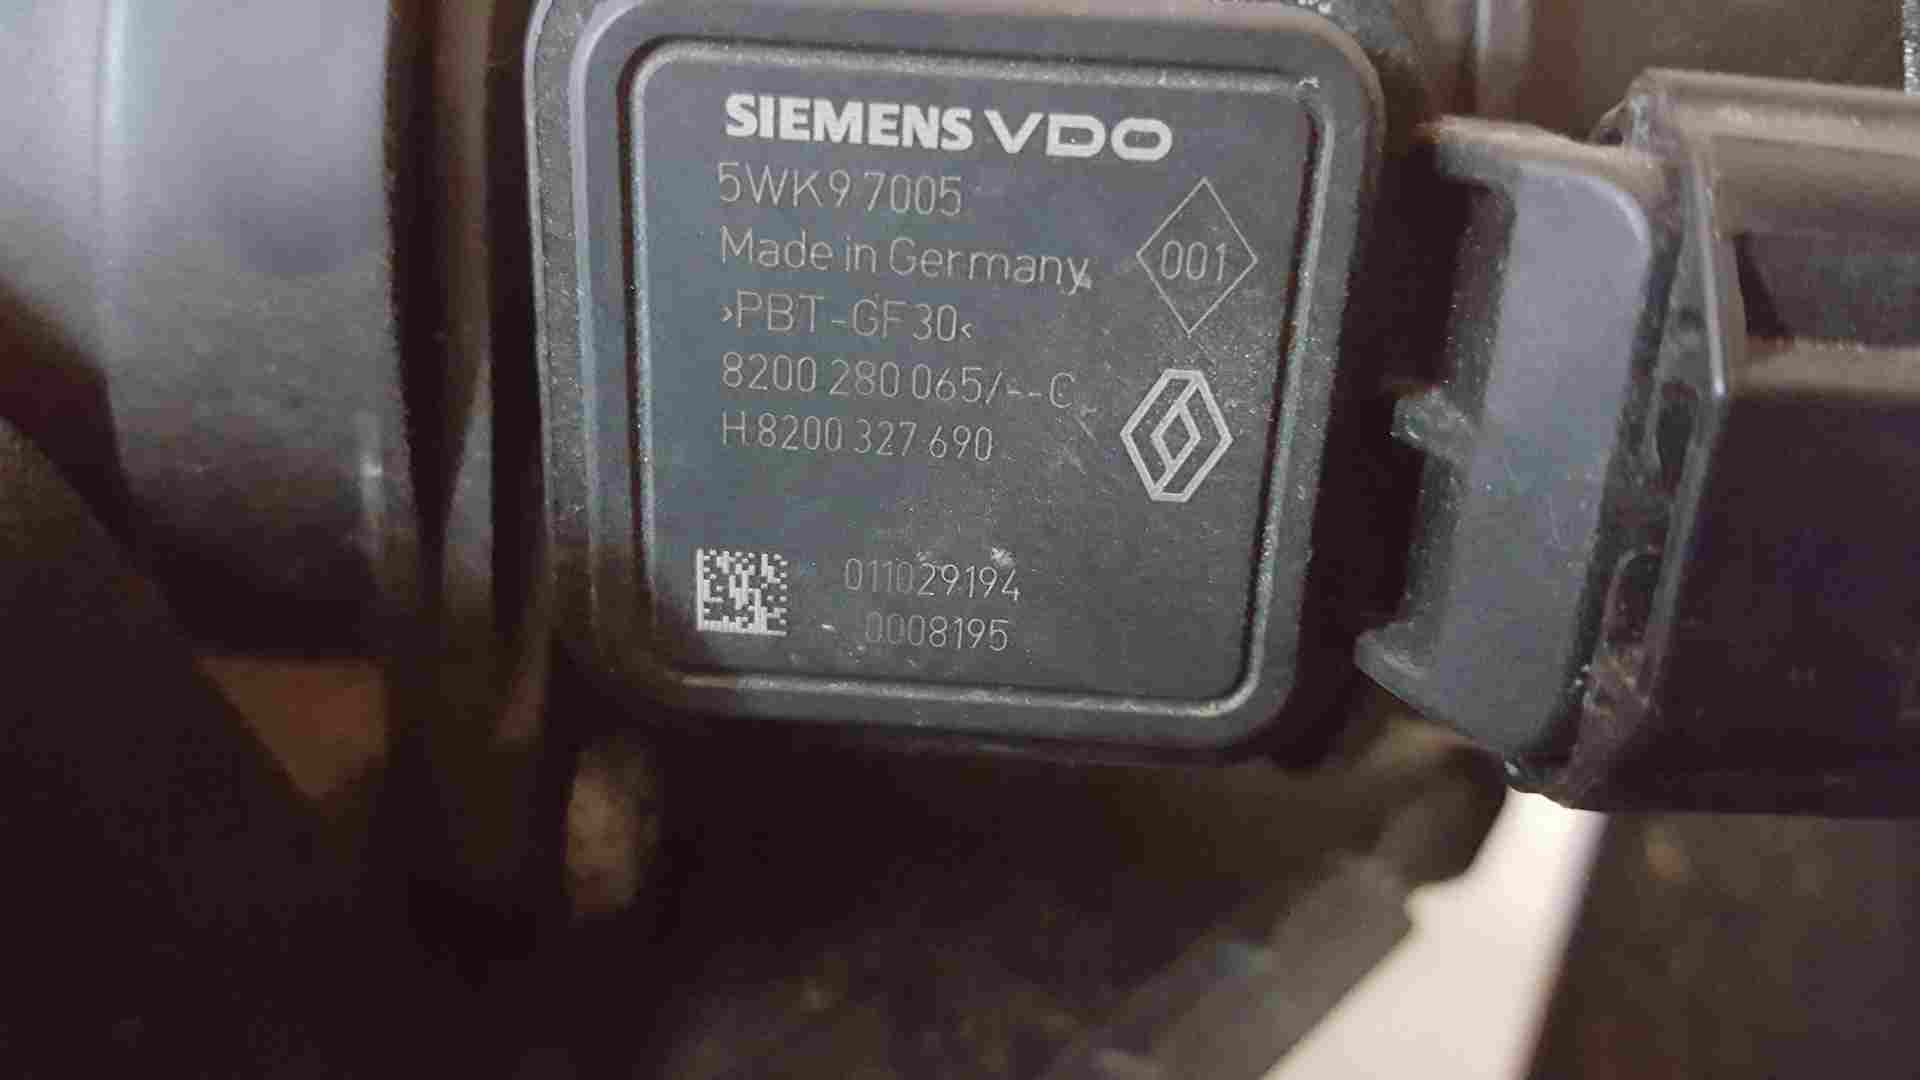 SIEMENS VDO
5WK9 7005
Made in Germany
001
>PBT-GF30<
8200 280 065/--C
H 8200 327 690
011029194
0008195